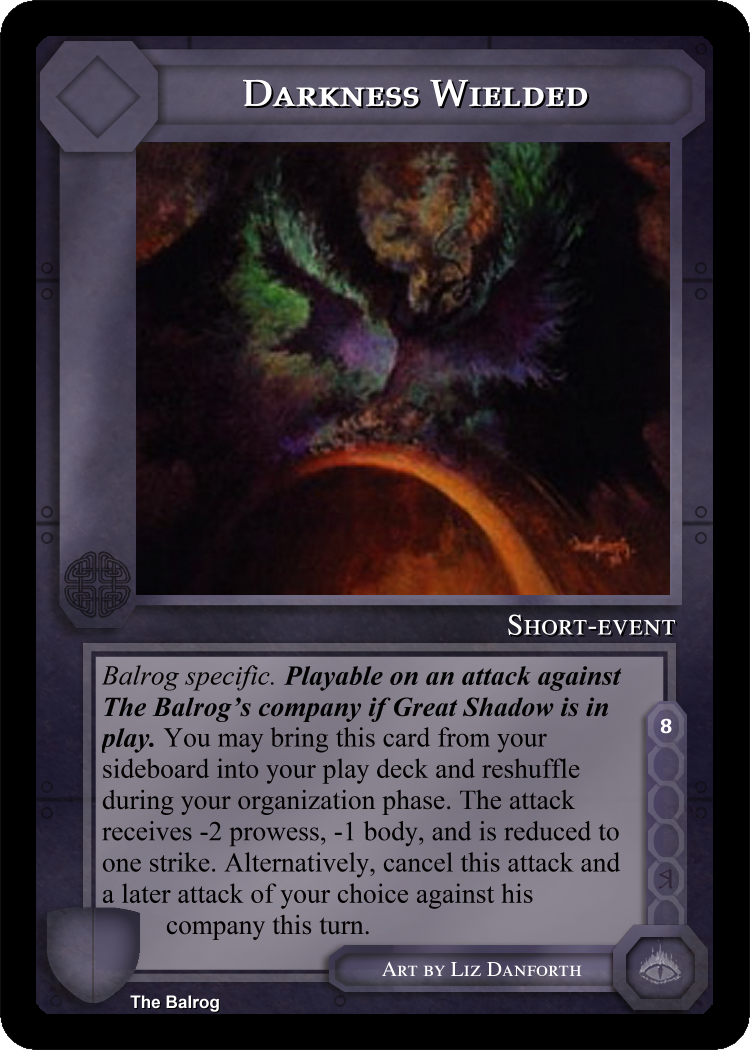 Darkness Wielded
Short-event
Balrog specific. Playable on an attack against
The Balrog's company if Great Shadow is in
play. You may bring this card from your
sideboard into your play deck and reshuffle
during your organization phase. The attack
receives -2 prowess, -1 body, and is reduced to
one strike. Alternatively, cancel this attack and
a later attack of your choice against his
company this turn.
8
Art by Liz Danforth
The Balrog